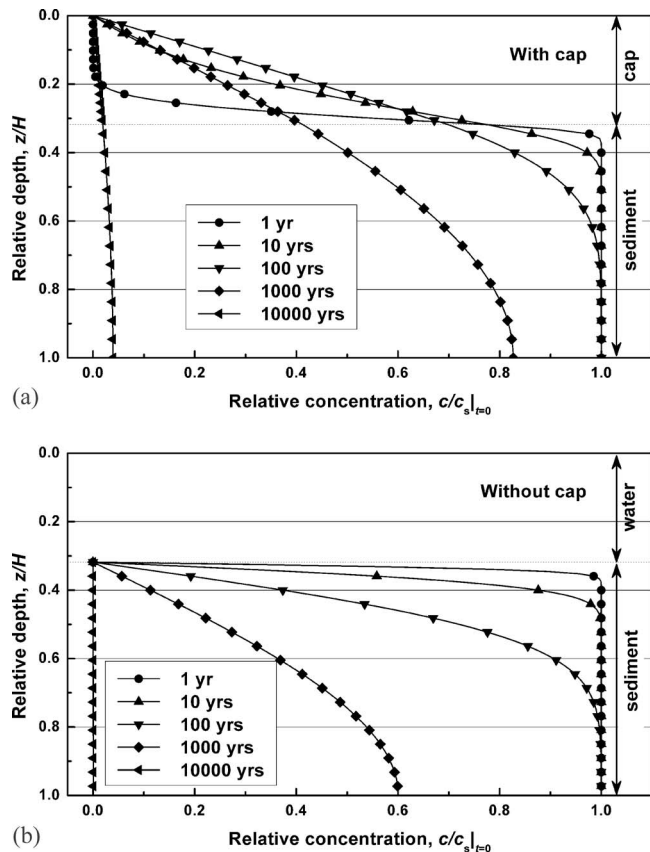 0.0
0.2
0.4
0.6
0.8
1.0
Relative depth, z/H
With cap
cap
sediment
1 yr
10 yrs
100 yrs
1000 yrs
10000 yrs
0.0 0.2 0.4 0.6 0.8 1.0
(a)
Relative concentration, c/cₛ|ₜ₌₀
0.0
0.2
0.4
0.6
0.8
1.0
Relative depth, z/H
Without cap
water
sediment
1 yr
10 yrs
100 yrs
1000 yrs
10000 yrs
0.0 0.2 0.4 0.6 0.8 1.0
(b)
Relative concentration, c/cₛ|ₜ₌₀